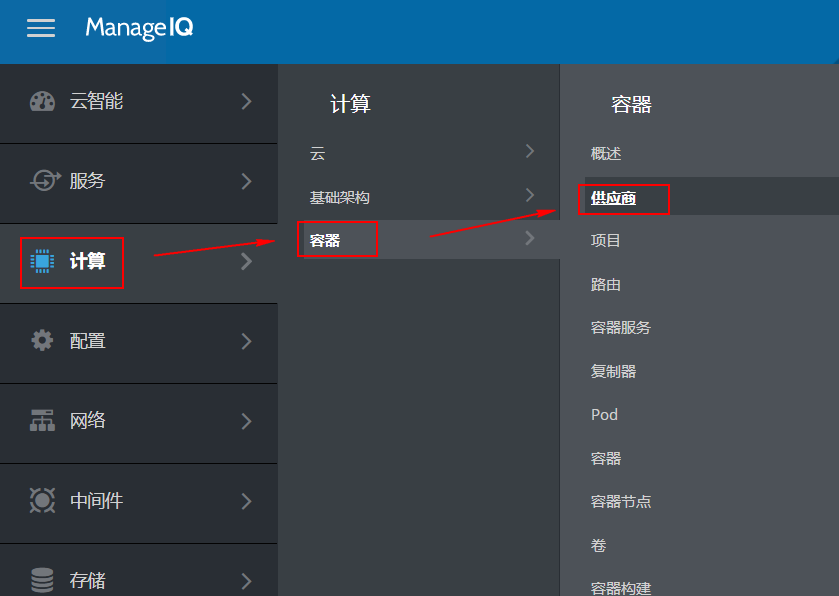 ManageIQ
云智能
服务
计算
配置
网络
中间件
存储
计算
云
基础架构
容器
容器
概述
供应商
项目
路由
容器服务
复制器
Pod
容器
容器节点
卷
容器构建